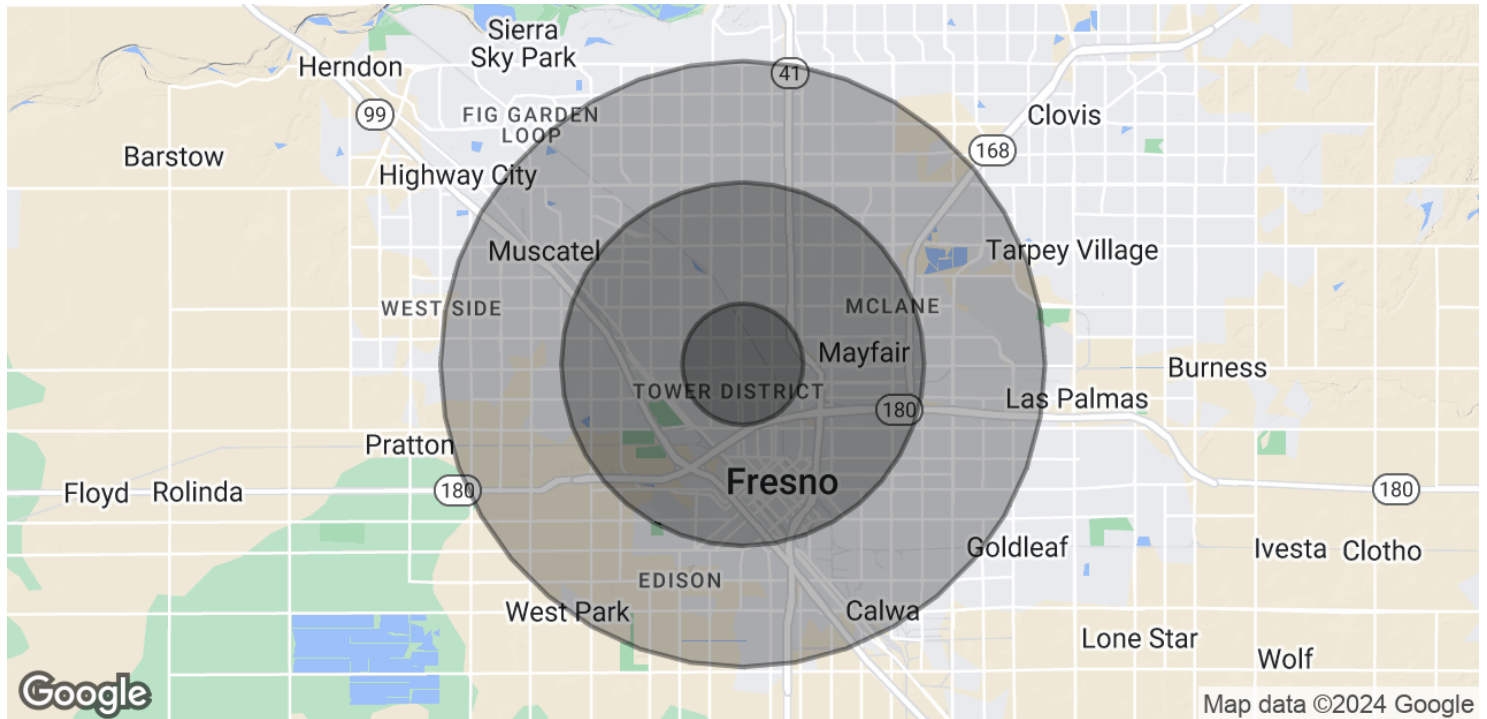 Sierra
Sky Park
Herndon
41
99
FIG GARDEN
LOOP
Clovis
168
Barstow
Highway City
Muscatel
Tarpey Village
WEST SIDE
MCLANE
Mayfair
Burness
TOWER DISTRICT
Las Palmas
180
Pratton
Fresno
Floyd
Rolinda
180
180
Goldleaf
Ivesta
Clotho
EDISON
West Park
Calwa
Lone Star
Wolf
Google
Map data ©2024 Google